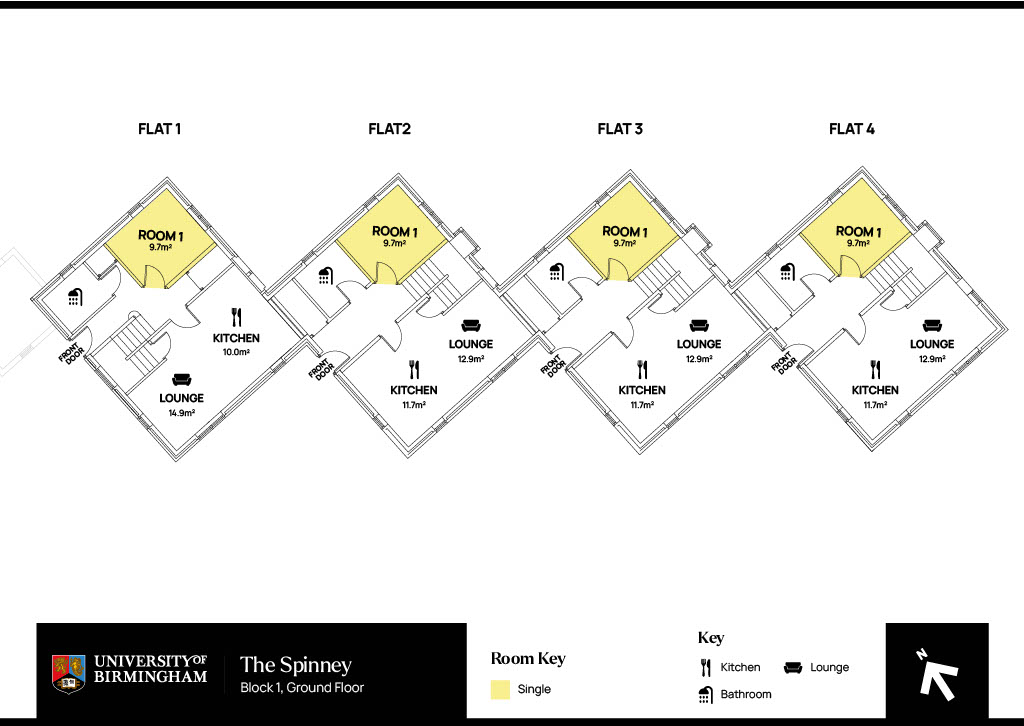 FLAT 1
FLAT2
FLAT 3
FLAT 4
ROOM 1
9.7m²
KITCHEN
10.0m²
FRONT
DOOR
LOUNGE
14.9m²
ROOM 1
9.7m²
LOUNGE
12.9m²
FRONT
DOOR
KITCHEN
11.7m²
ROOM 1
9.7m²
LOUNGE
12.9m²
FRONT
DOOR
KITCHEN
11.7m²
ROOM 1
9.7m²
LOUNGE
12.9m²
FRONT
DOOR
KITCHEN
11.7m²
UNIVERSITY OF
BIRMINGHAM
The Spinney
Block 1, Ground Floor
Room Key
Single
Key
Kitchen
Lounge
Bathroom
N